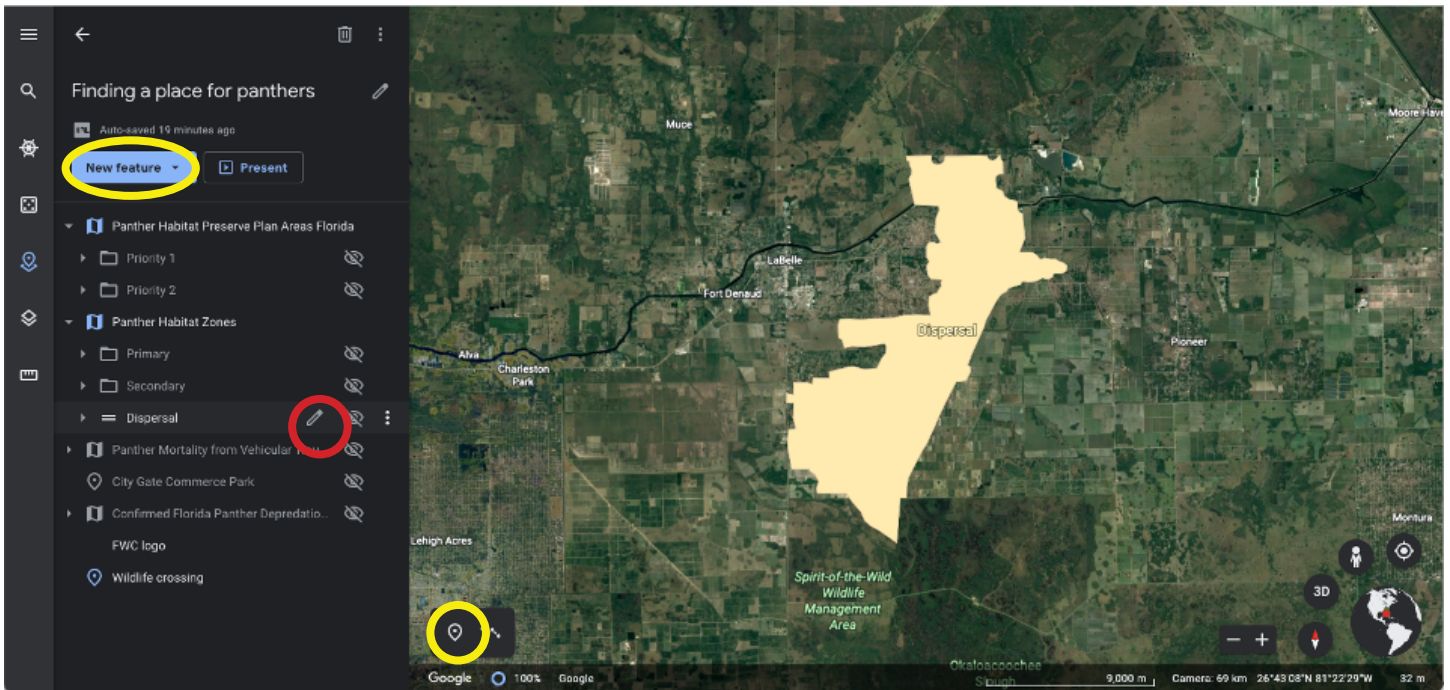 Finding a place for panthers
Auto-saved 19 minutes ago
New feature
Present
Panther Habitat Preserve Plan Areas Florida
Priority 1
Priority 2
Panther Habitat Zones
Primary
Secondary
Dispersal
Panther Mortality from Vehicular
City Gate Commerce Park
Confirmed Florida Panther Depredatio...
FWC logo
Wildlife crossing
Muce
Moore Have
LaBelle
Fort Denaud
Dispersal
Pioneer
Alva
Charleston
Park
Montura
Lehigh Acres
Spirit-of-the-Wild
Wildlife
Management
Area
3D
Okaloacoochee
Slough
Google
100%
Google
9,000 m
Camera: 69 km
26°43'08"N 81°22'29"W
32 m